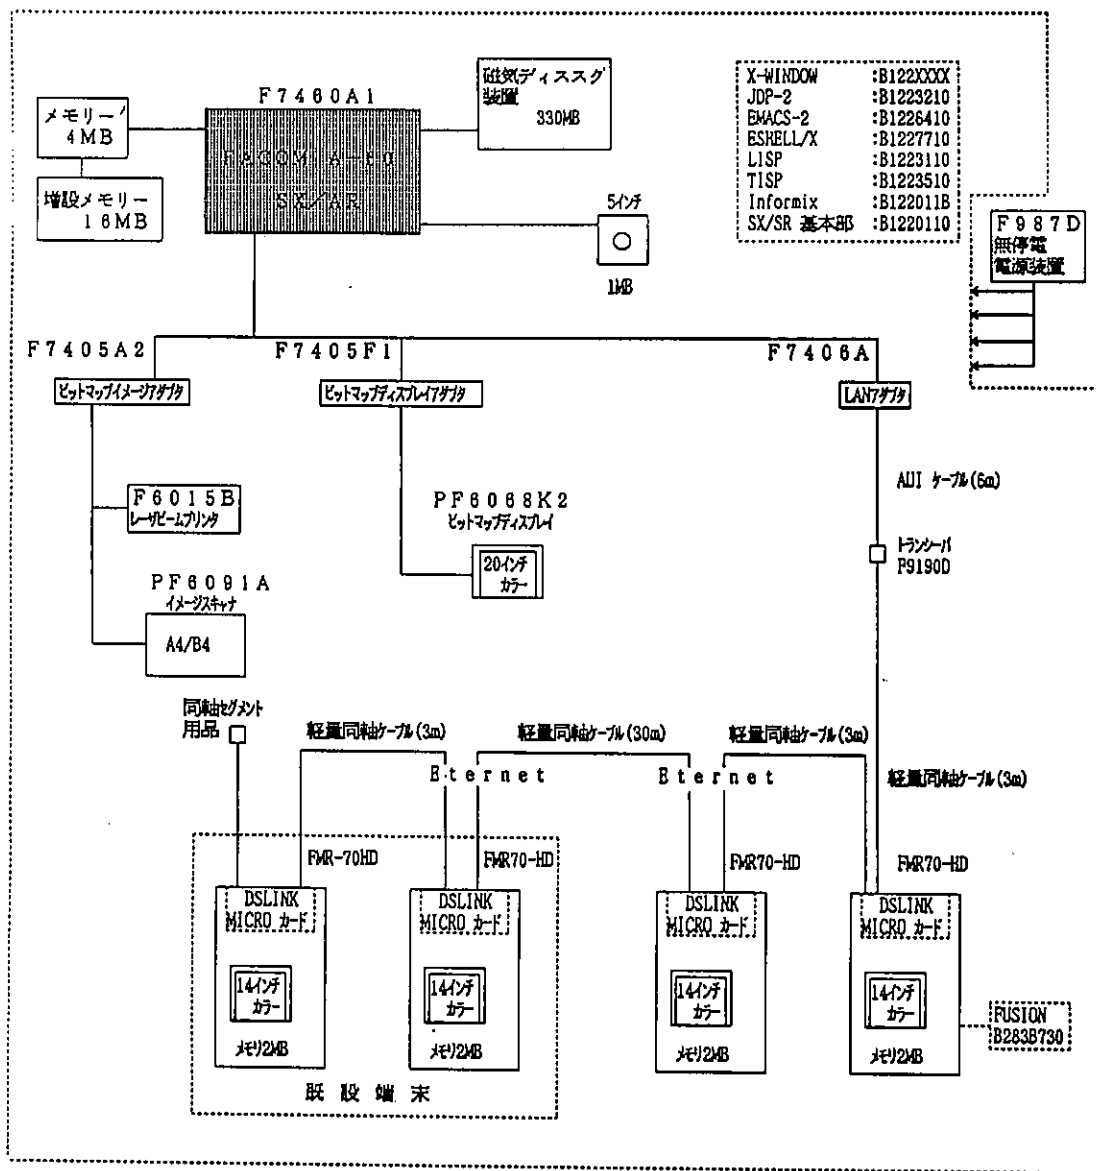 F7460A1
メモリー
4MB
増設メモリー
16MB
FACOM A-60
SX/AR
磁気ディススグ
装置
330MB
5インチ
1MB
X-WINDOW :B122XXXX
JDP-2 :B1223210
EMACS-2 :B1226410
ESHELL/X :B1227710
LISP :B1223110
TISP :B1223510
Informix :B122011B
SX/SR 基本部 :B1220110
F987D
無停電
電源装置
F7405A2
ビットマップイメージアダプタ
F7405F1
ビットマップディスプレイアダプタ
F7406A
LANアダプタ
AUI ケーブル(6m)
トランシーバ
F9190D
F6015B
レーザビームプリンタ
PF6091A
イメージスキャナ
A4/B4
PF6068K2
ビットマップディスプレイ
20インチ
カラー
同軸セグメント
用品
軽量同軸ケーブル(3m)
軽量同軸ケーブル(30m)
軽量同軸ケーブル(3m)
Eternet
Eternet
軽量同軸ケーブル(3m)
FMR-70HD
FMR70-HD
FMR70-HD
FMR70-HD
DSLINK
MICRO カード
14インチ
カラー
メモリ2MB
DSLINK
MICRO カード
14インチ
カラー
メモリ2MB
DSLINK
MICRO カード
14インチ
カラー
メモリ2MB
DSLINK
MICRO カード
14インチ
カラー
メモリ2MB
FUSION
B283B730
既設端末